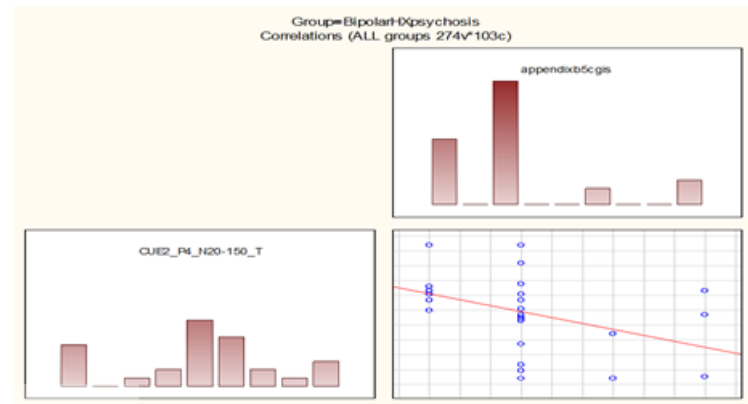 Group=BipolarHXpsychosis
Correlations (ALL groups 274v*103c)
appendixb5cgis
CUE2_P4_N20-150_T